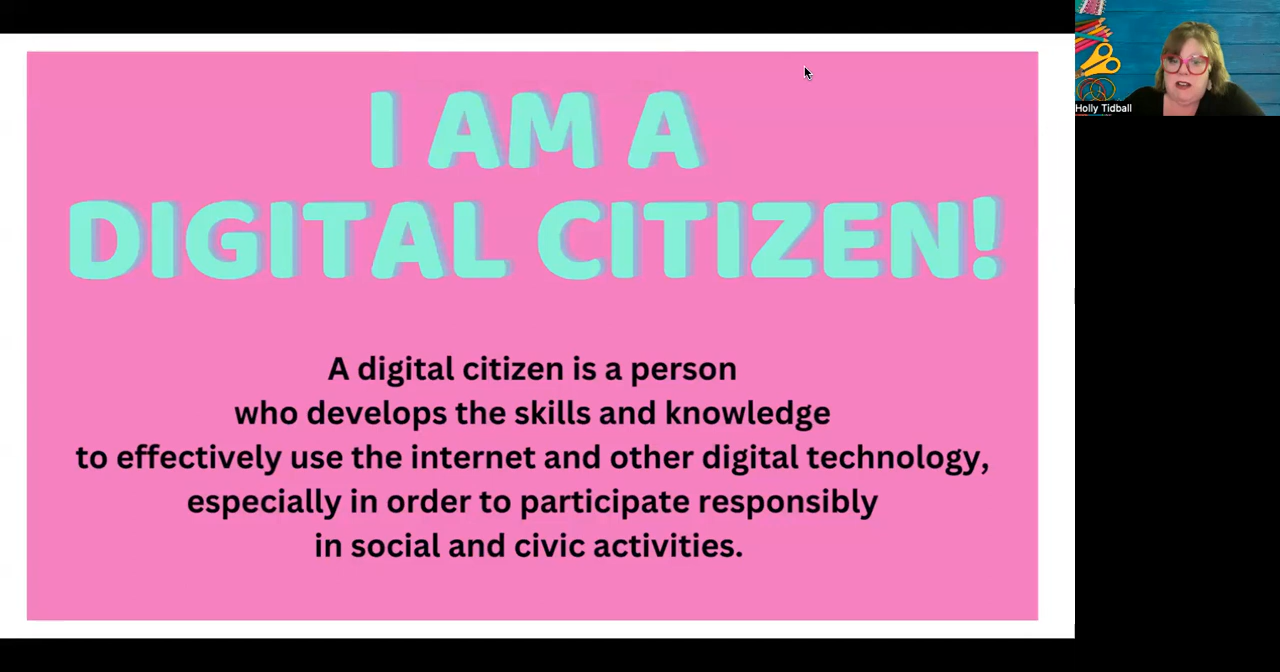 I AM A
DIGITAL CITIZEN!
A digital citizen is a person
who develops the skills and knowledge
to effectively use the internet and other digital technology,
especially in order to participate responsibly
in social and civic activities.
Holly Tidball